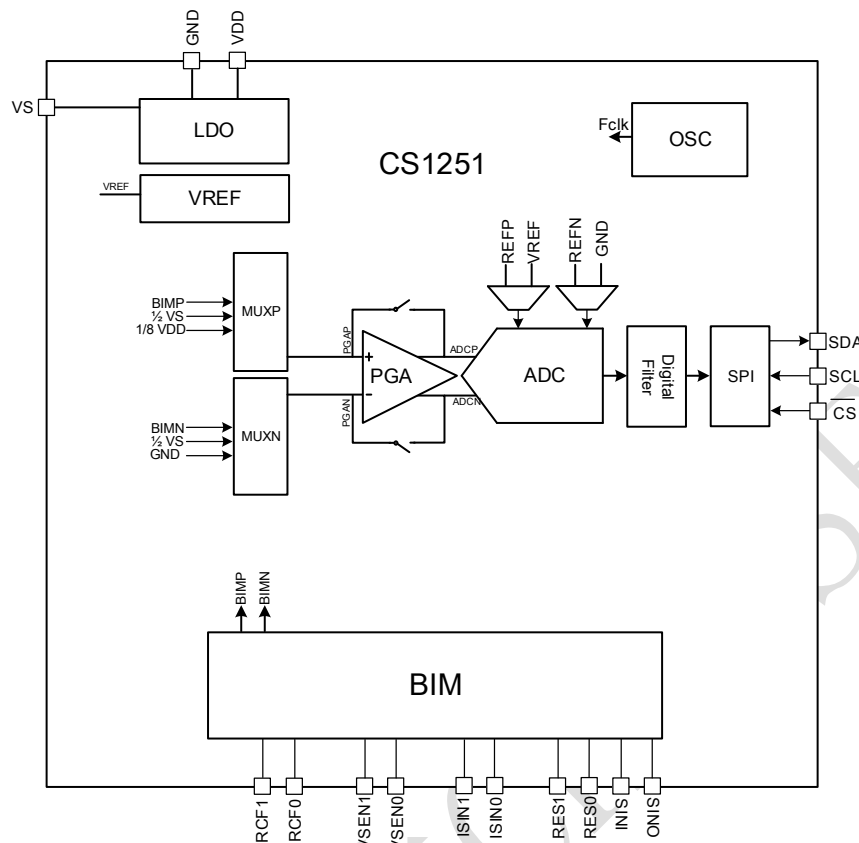 GND
VDD
VS
LDO
CS1251
Fclk
OSC
VREF
VREF
REFP
VREF
REFN
GND
BIMP
½ VS
1/8 VDD
MUXP
PGAP
+
PGA
-
PGAN
ADCP
ADCN
ADC
Digital
Filter
SPI
SDA
SCL
CS
BIMN
½ VS
GND
MUXN
BIMP
BIMN
BIM
RCF1
RCF0
VSEN1
VSEN0
ISIN1
ISIN0
RES1
RES0
INIS
ONIS